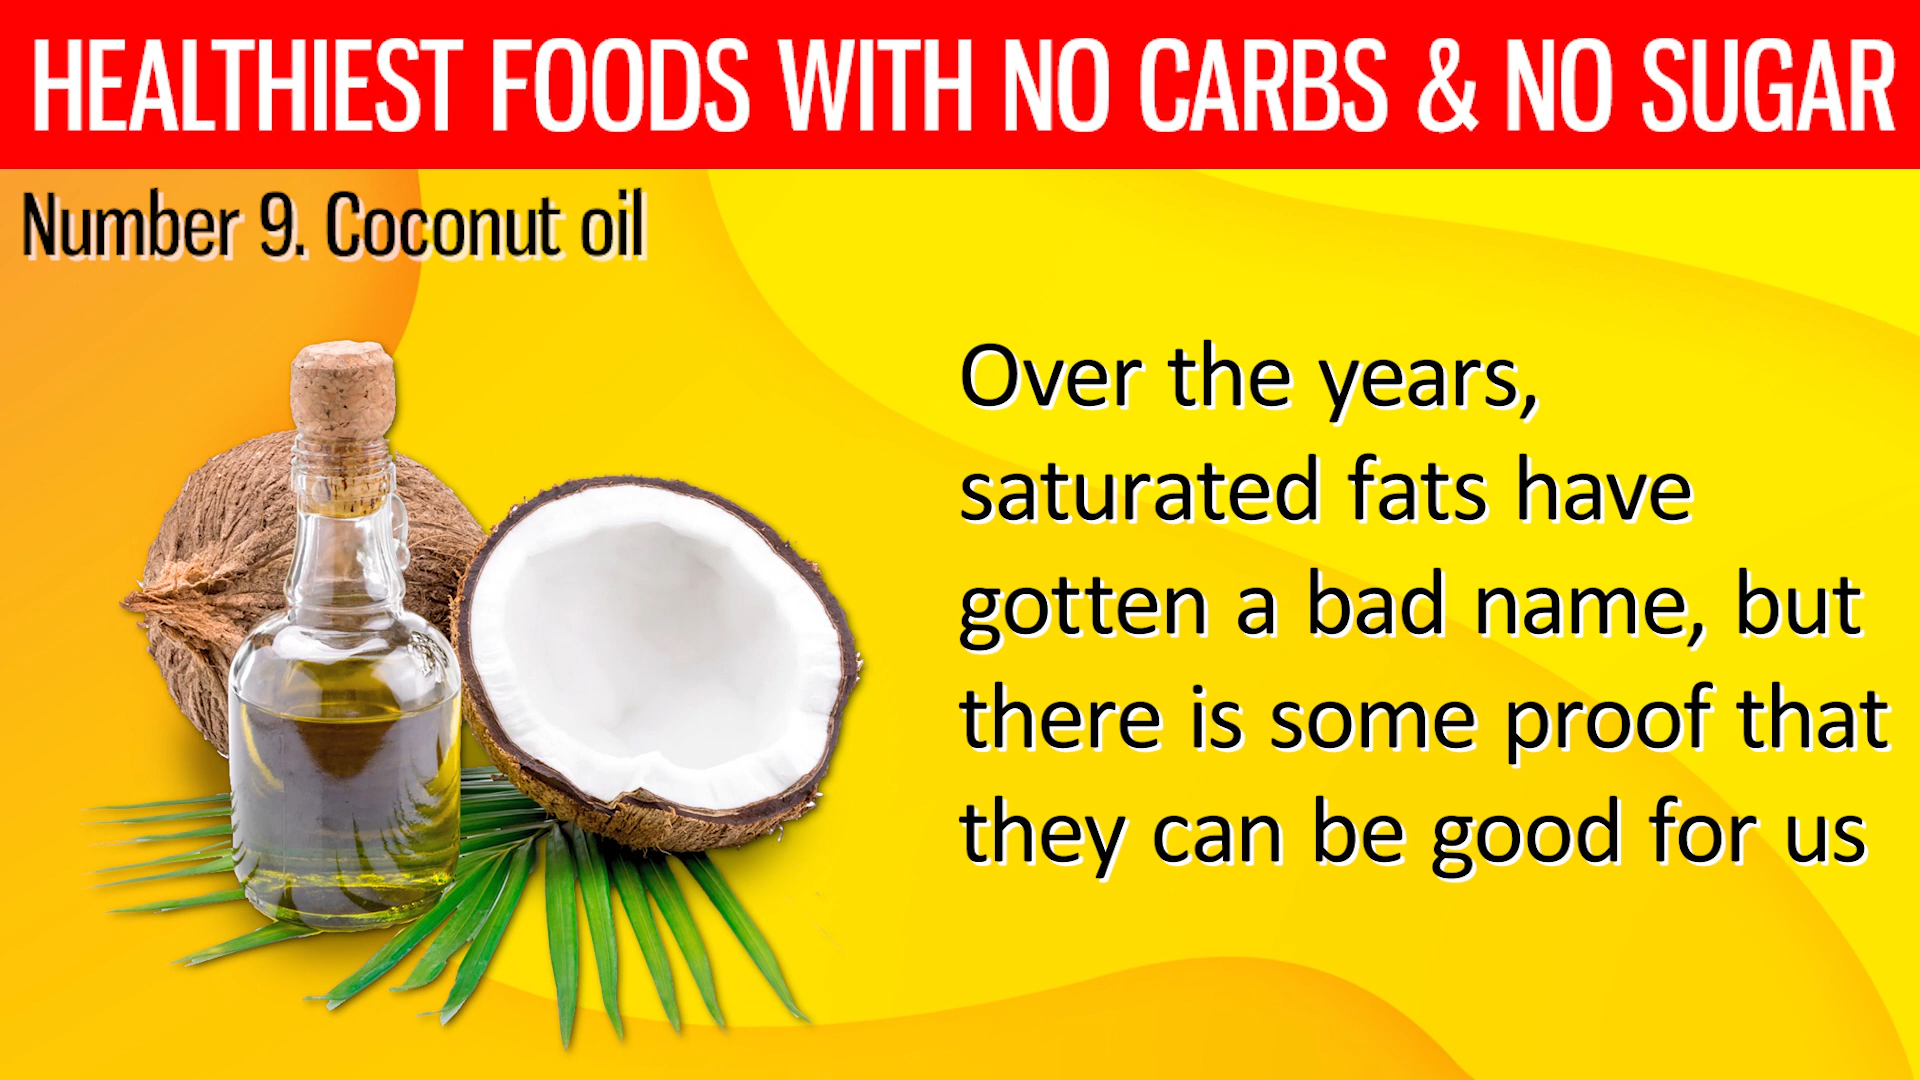 HEALTHIEST FOODS WITH NO CARBS & NO SUGAR
Number 9. Coconut oil
Over the years,
saturated fats have
gotten a bad name, but
there is some proof that
they can be good for us